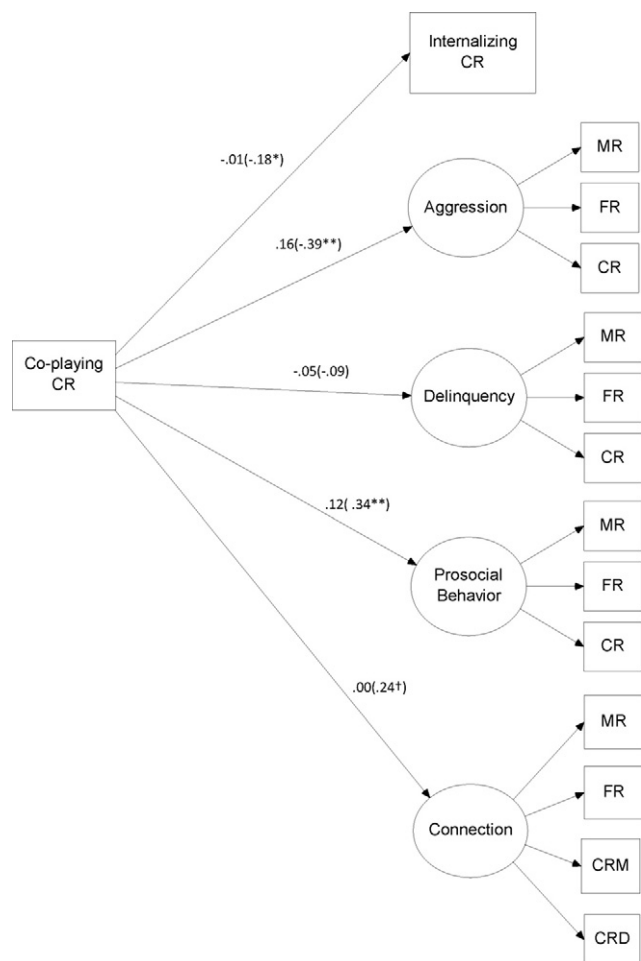 Internalizing
CR
-.01(-.18*)
MR
Aggression
FR
.16(-.39**)
CR
Co-playing
CR
-.05(-.09)
MR
Delinquency
FR
CR
.12( .34**)
MR
Prosocial
Behavior
FR
CR
.00(.24†)
MR
FR
Connection
CRM
CRD